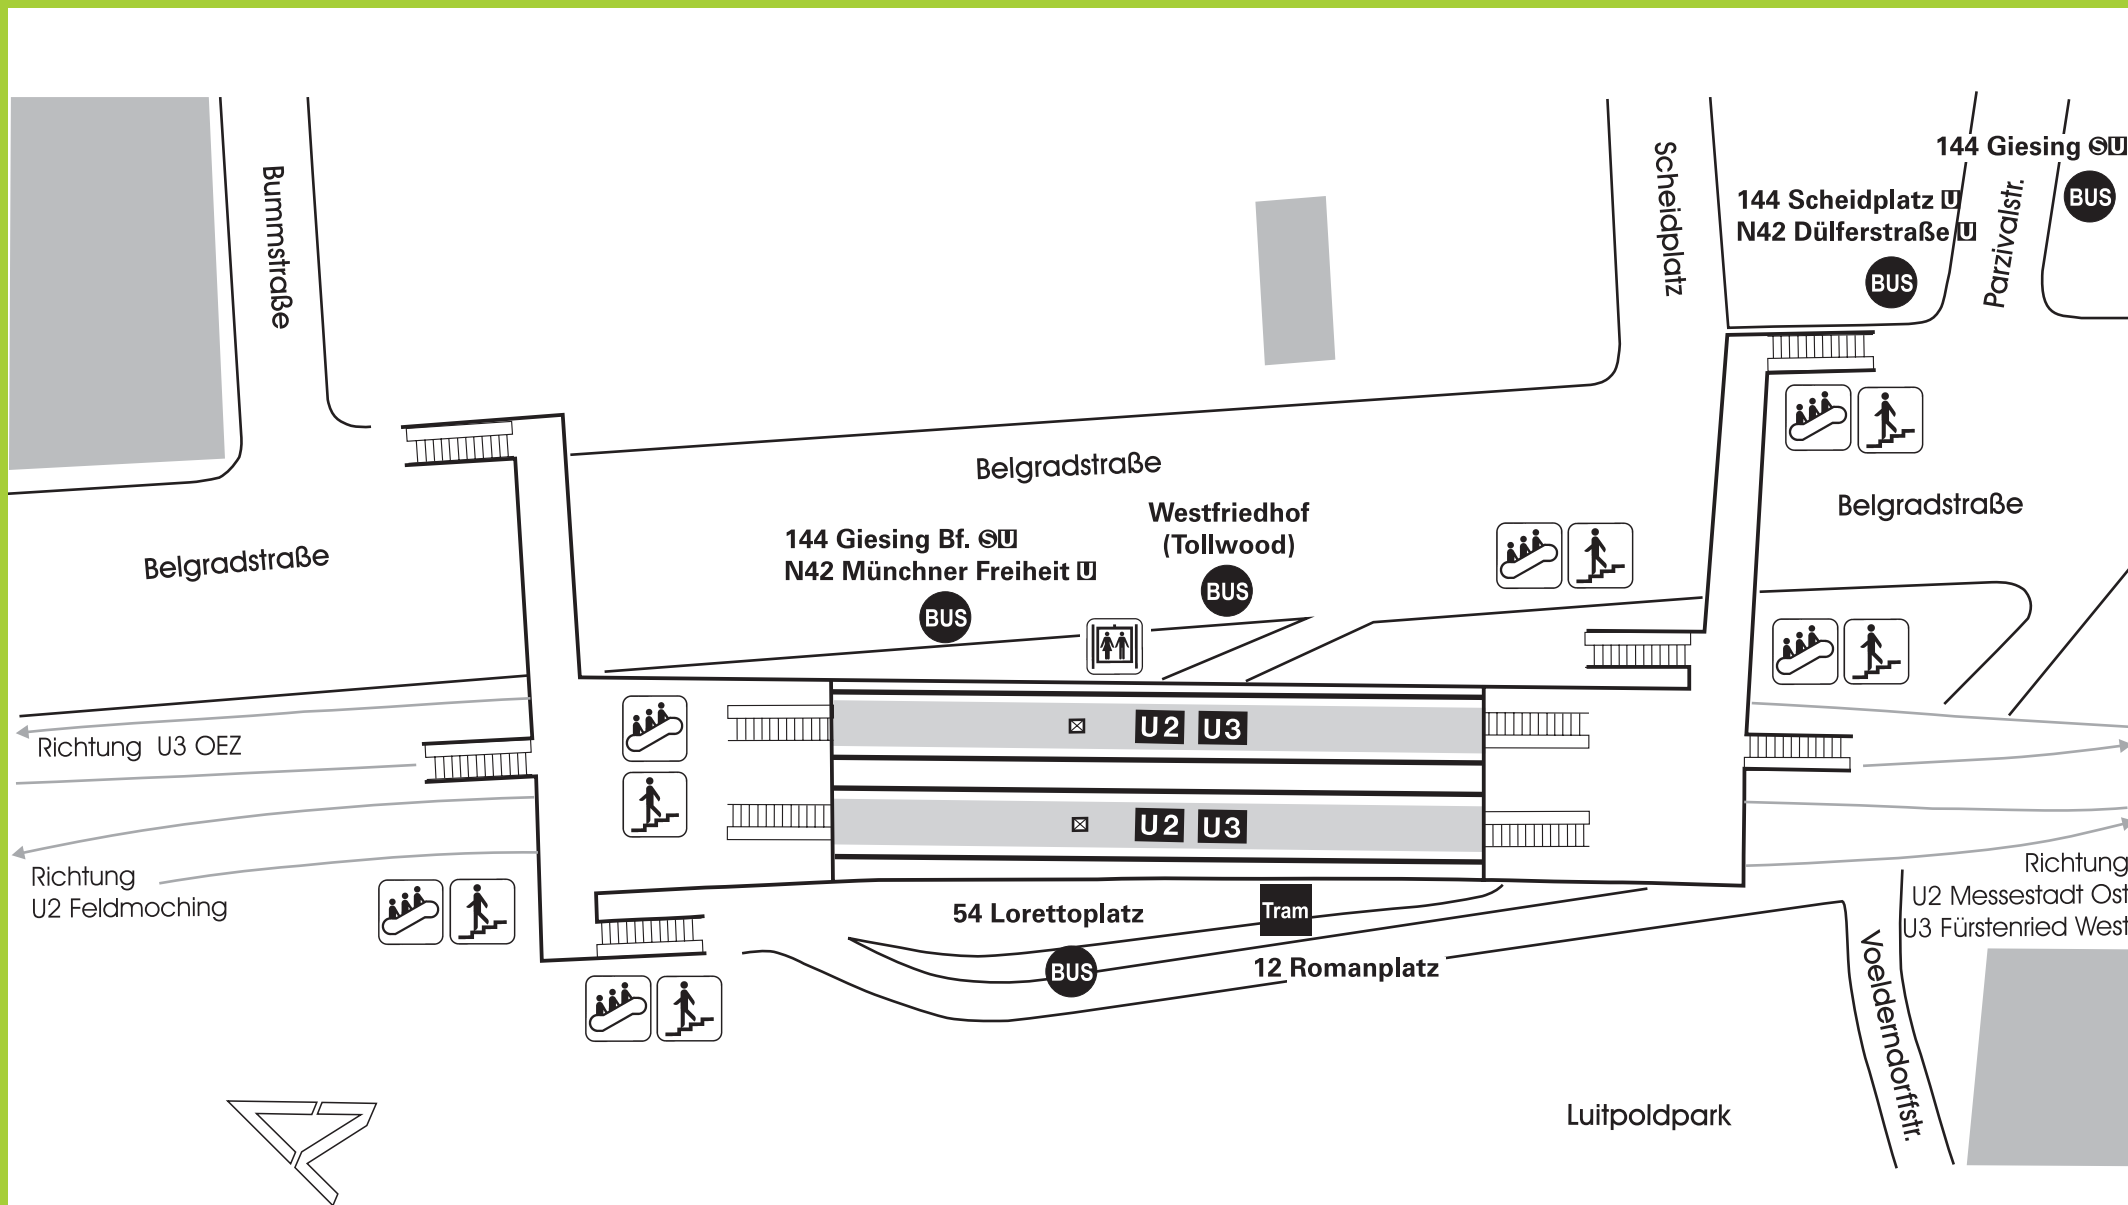 144 Giesing SU
BUS
Bummstraße
Scheidplatz
144 Scheidplatz U
N42 Dülferstraße U
BUS
Parzivalstr.
Belgradstraße
Belgradstraße
Belgradstraße
Westfriedhof
(Tollwood)
BUS
144 Giesing Bf. SU
N42 Münchner Freiheit U
BUS
Richtung U3 OEZ
U2 U3
U2 U3
Richtung
U2 Feldmoching
Richtung
U2 Messestadt Ost
U3 Fürstenried West
54 Lorettoplatz
BUS
Tram
12 Romanplatz
Voelderndorffstr.
Luitpoldpark